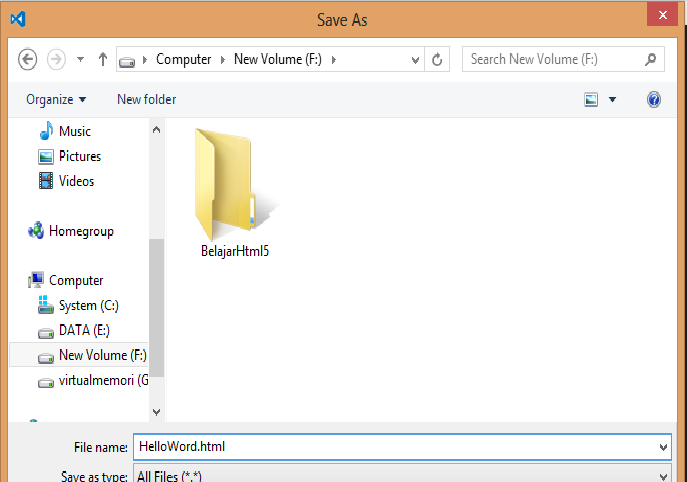 Save As
Computer New Volume (F:)
Search New Volume (F:)
Organize New folder
Music
Pictures
Videos
Homegroup
Computer
System (C:)
DATA (E:)
New Volume (F:)
virtualmemori (G
BelajarHtml5
File name: HelloWord.html
Save as type: All Files (*.*)